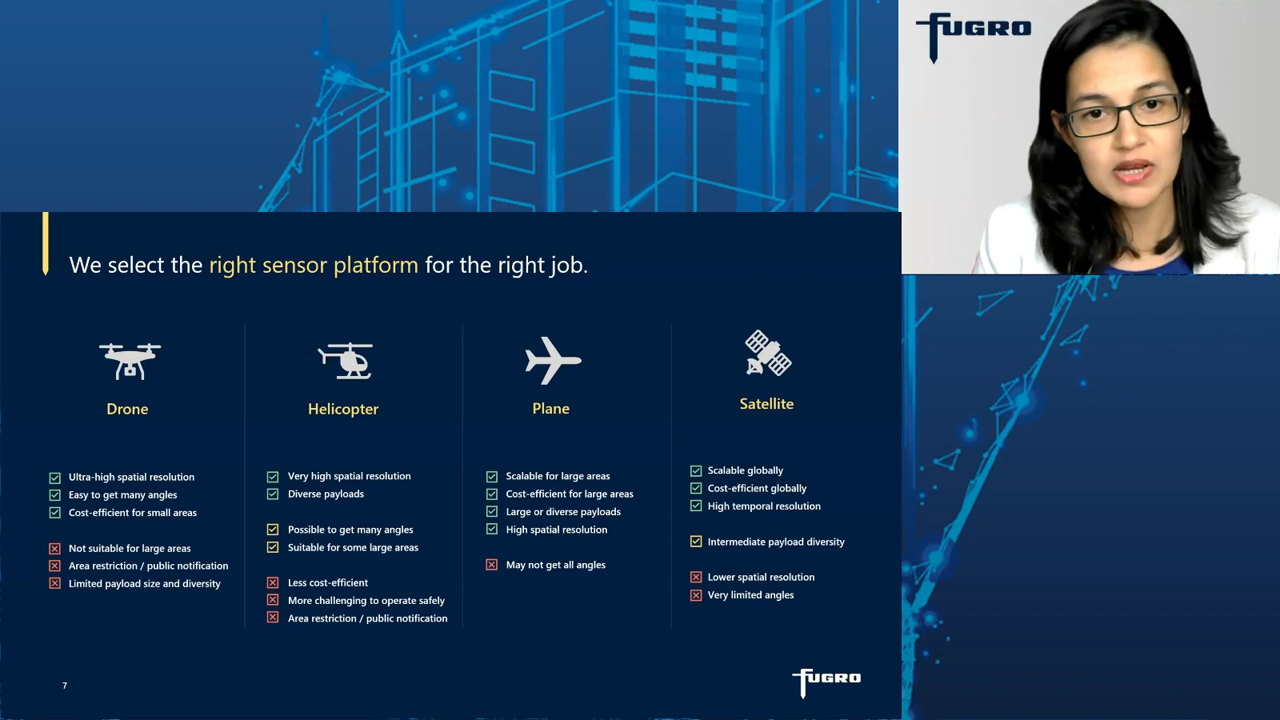 FUGRO
We select the right sensor platform for the right job.
Drone
Ultra-high spatial resolution
Easy to get many angles
Cost-efficient for small areas
Not suitable for large areas
Area restriction / public notification
Limited payload size and diversity
Helicopter
Very high spatial resolution
Diverse payloads
Possible to get many angles
Suitable for some large areas
Less cost-efficient
More challenging to operate safely
Area restriction / public notification
Plane
Scalable for large areas
Cost-efficient for large areas
Large or diverse payloads
High spatial resolution
May not get all angles
Satellite
Scalable globally
Cost-efficient globally
High temporal resolution
Intermediate payload diversity
Lower spatial resolution
Very limited angles
7
FUGRO